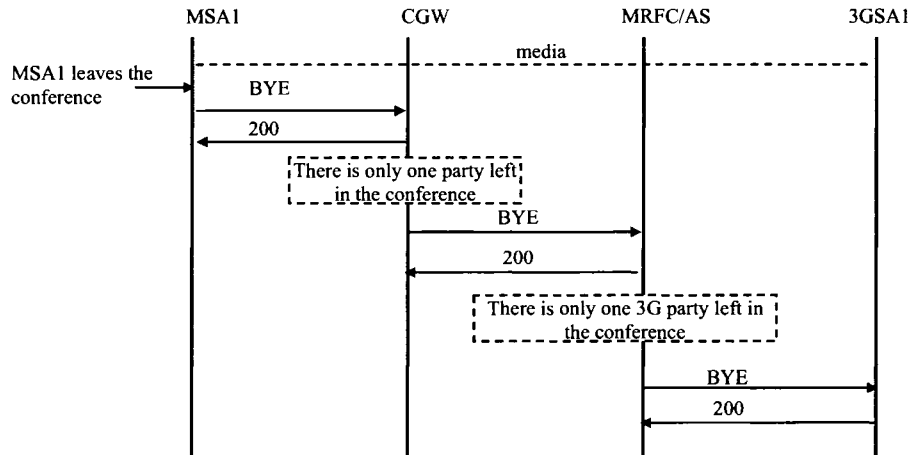 MSA1 CGW MRFC/AS 3GSA1
media
MSA1 leaves the
conference
BYE
200
There is only one party left
in the conference
BYE
200
There is only one 3G party left in
the conference
BYE
200